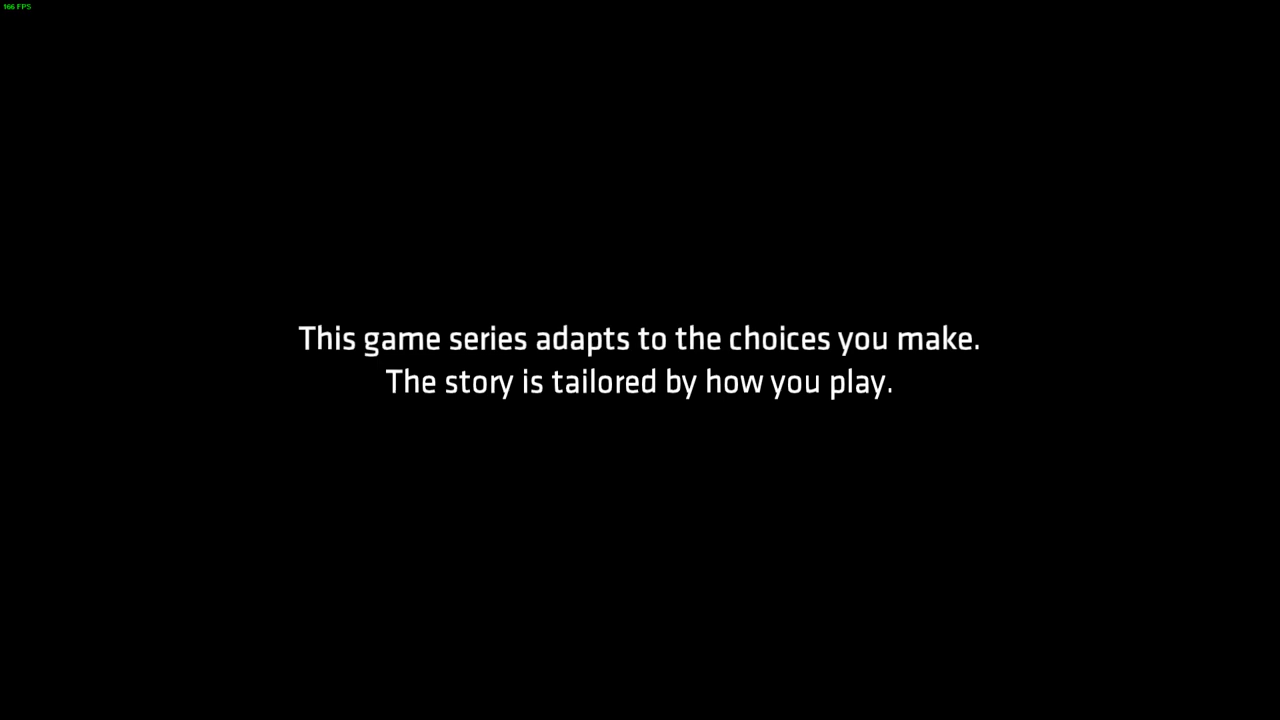 166 FPS
This game series adapts to the choices you make.
The story is tailored by how you play.